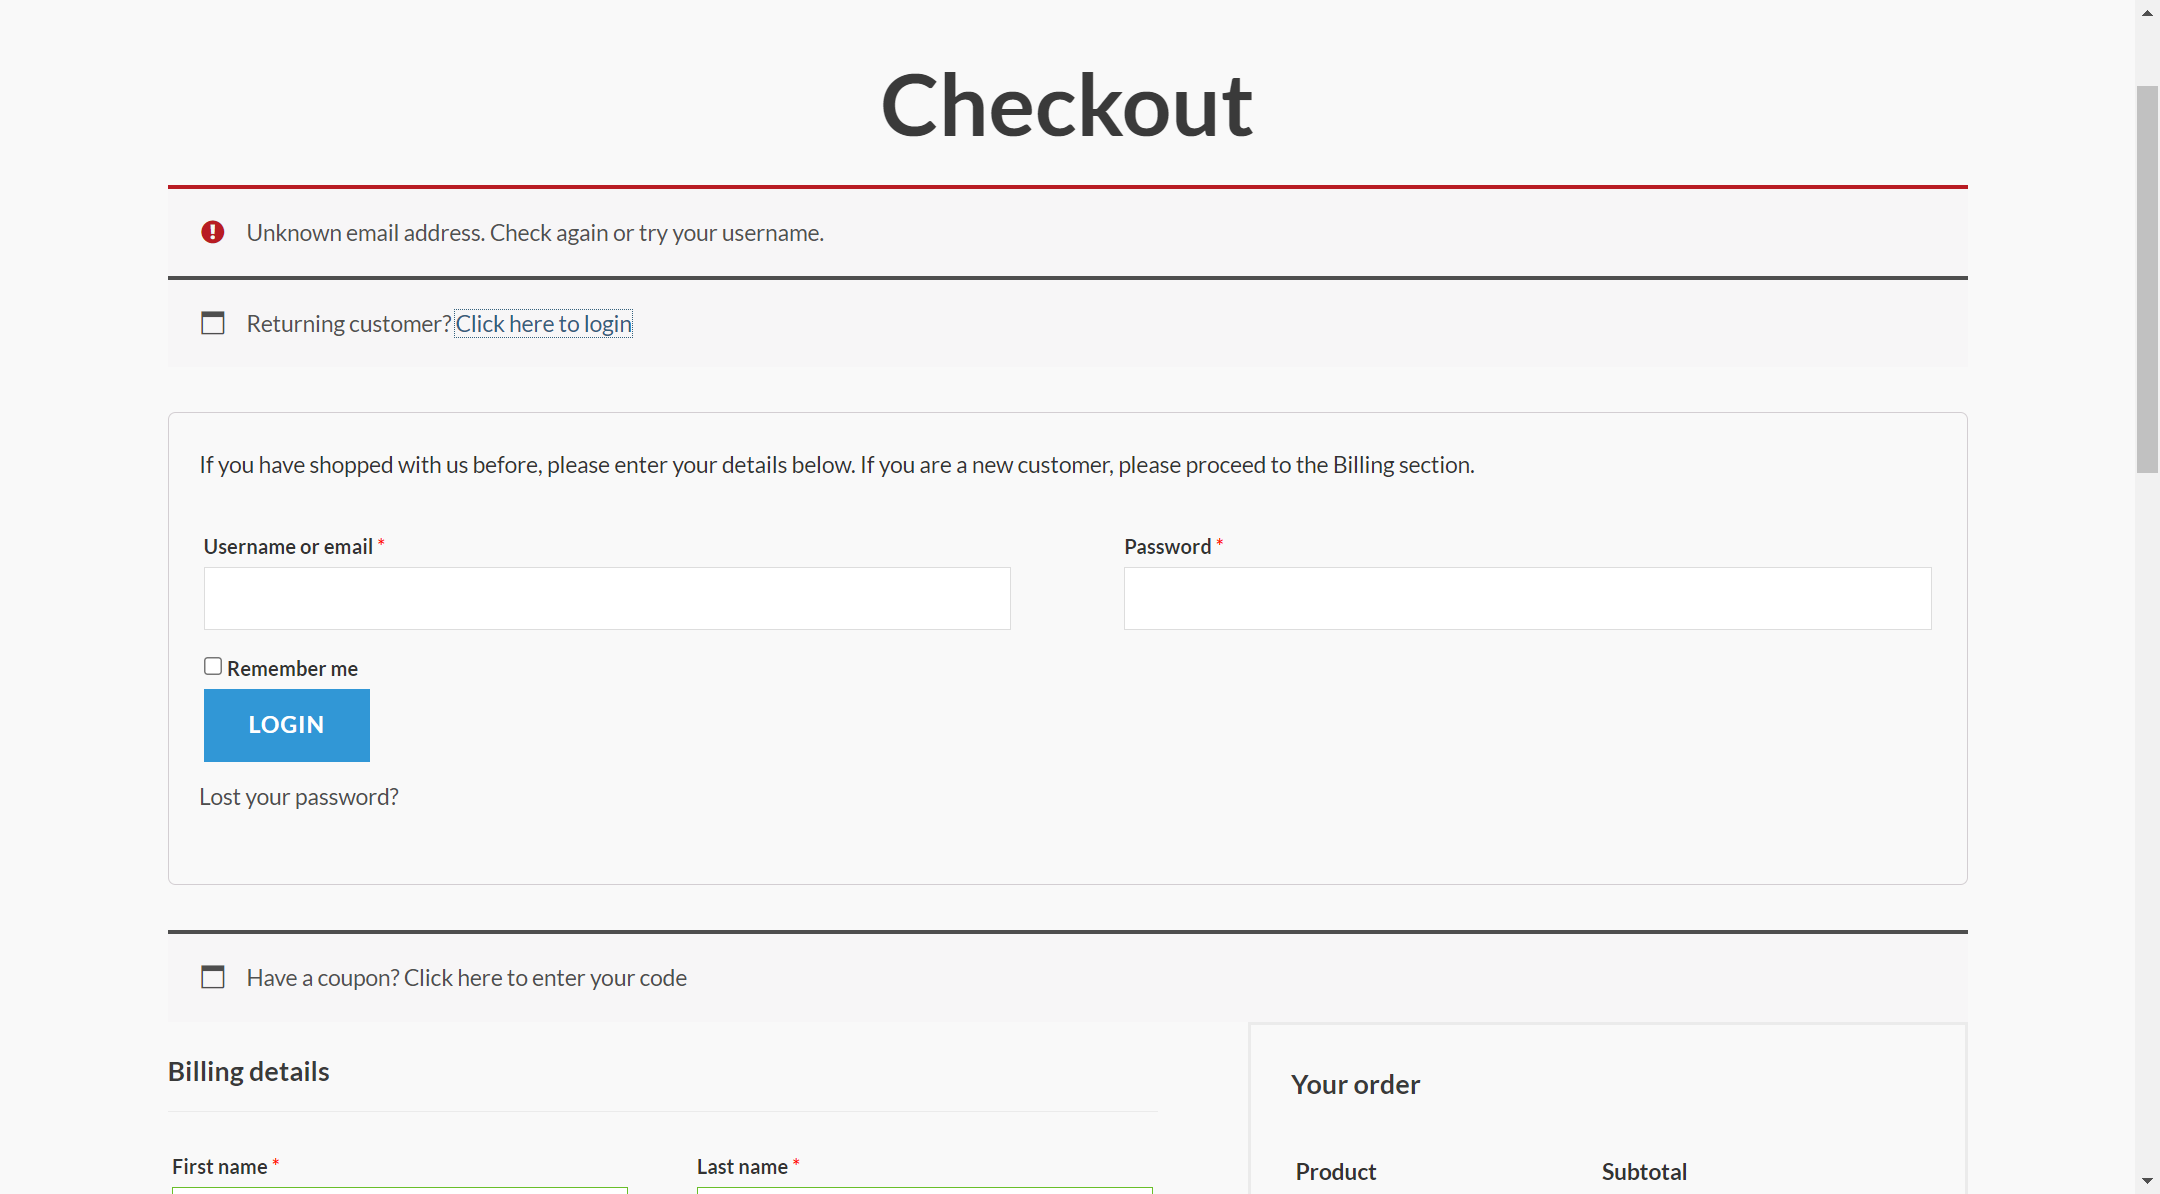 Checkout
Unknown email address. Check again or try your username.
Returning customer? Click here to login
If you have shopped with us before, please enter your details below. If you are a new customer, please proceed to the Billing section.
Username or email *
Password *
Remember me
LOGIN
Lost your password?
Have a coupon? Click here to enter your code
Billing details
Your order
First name *
Last name *
Product
Subtotal